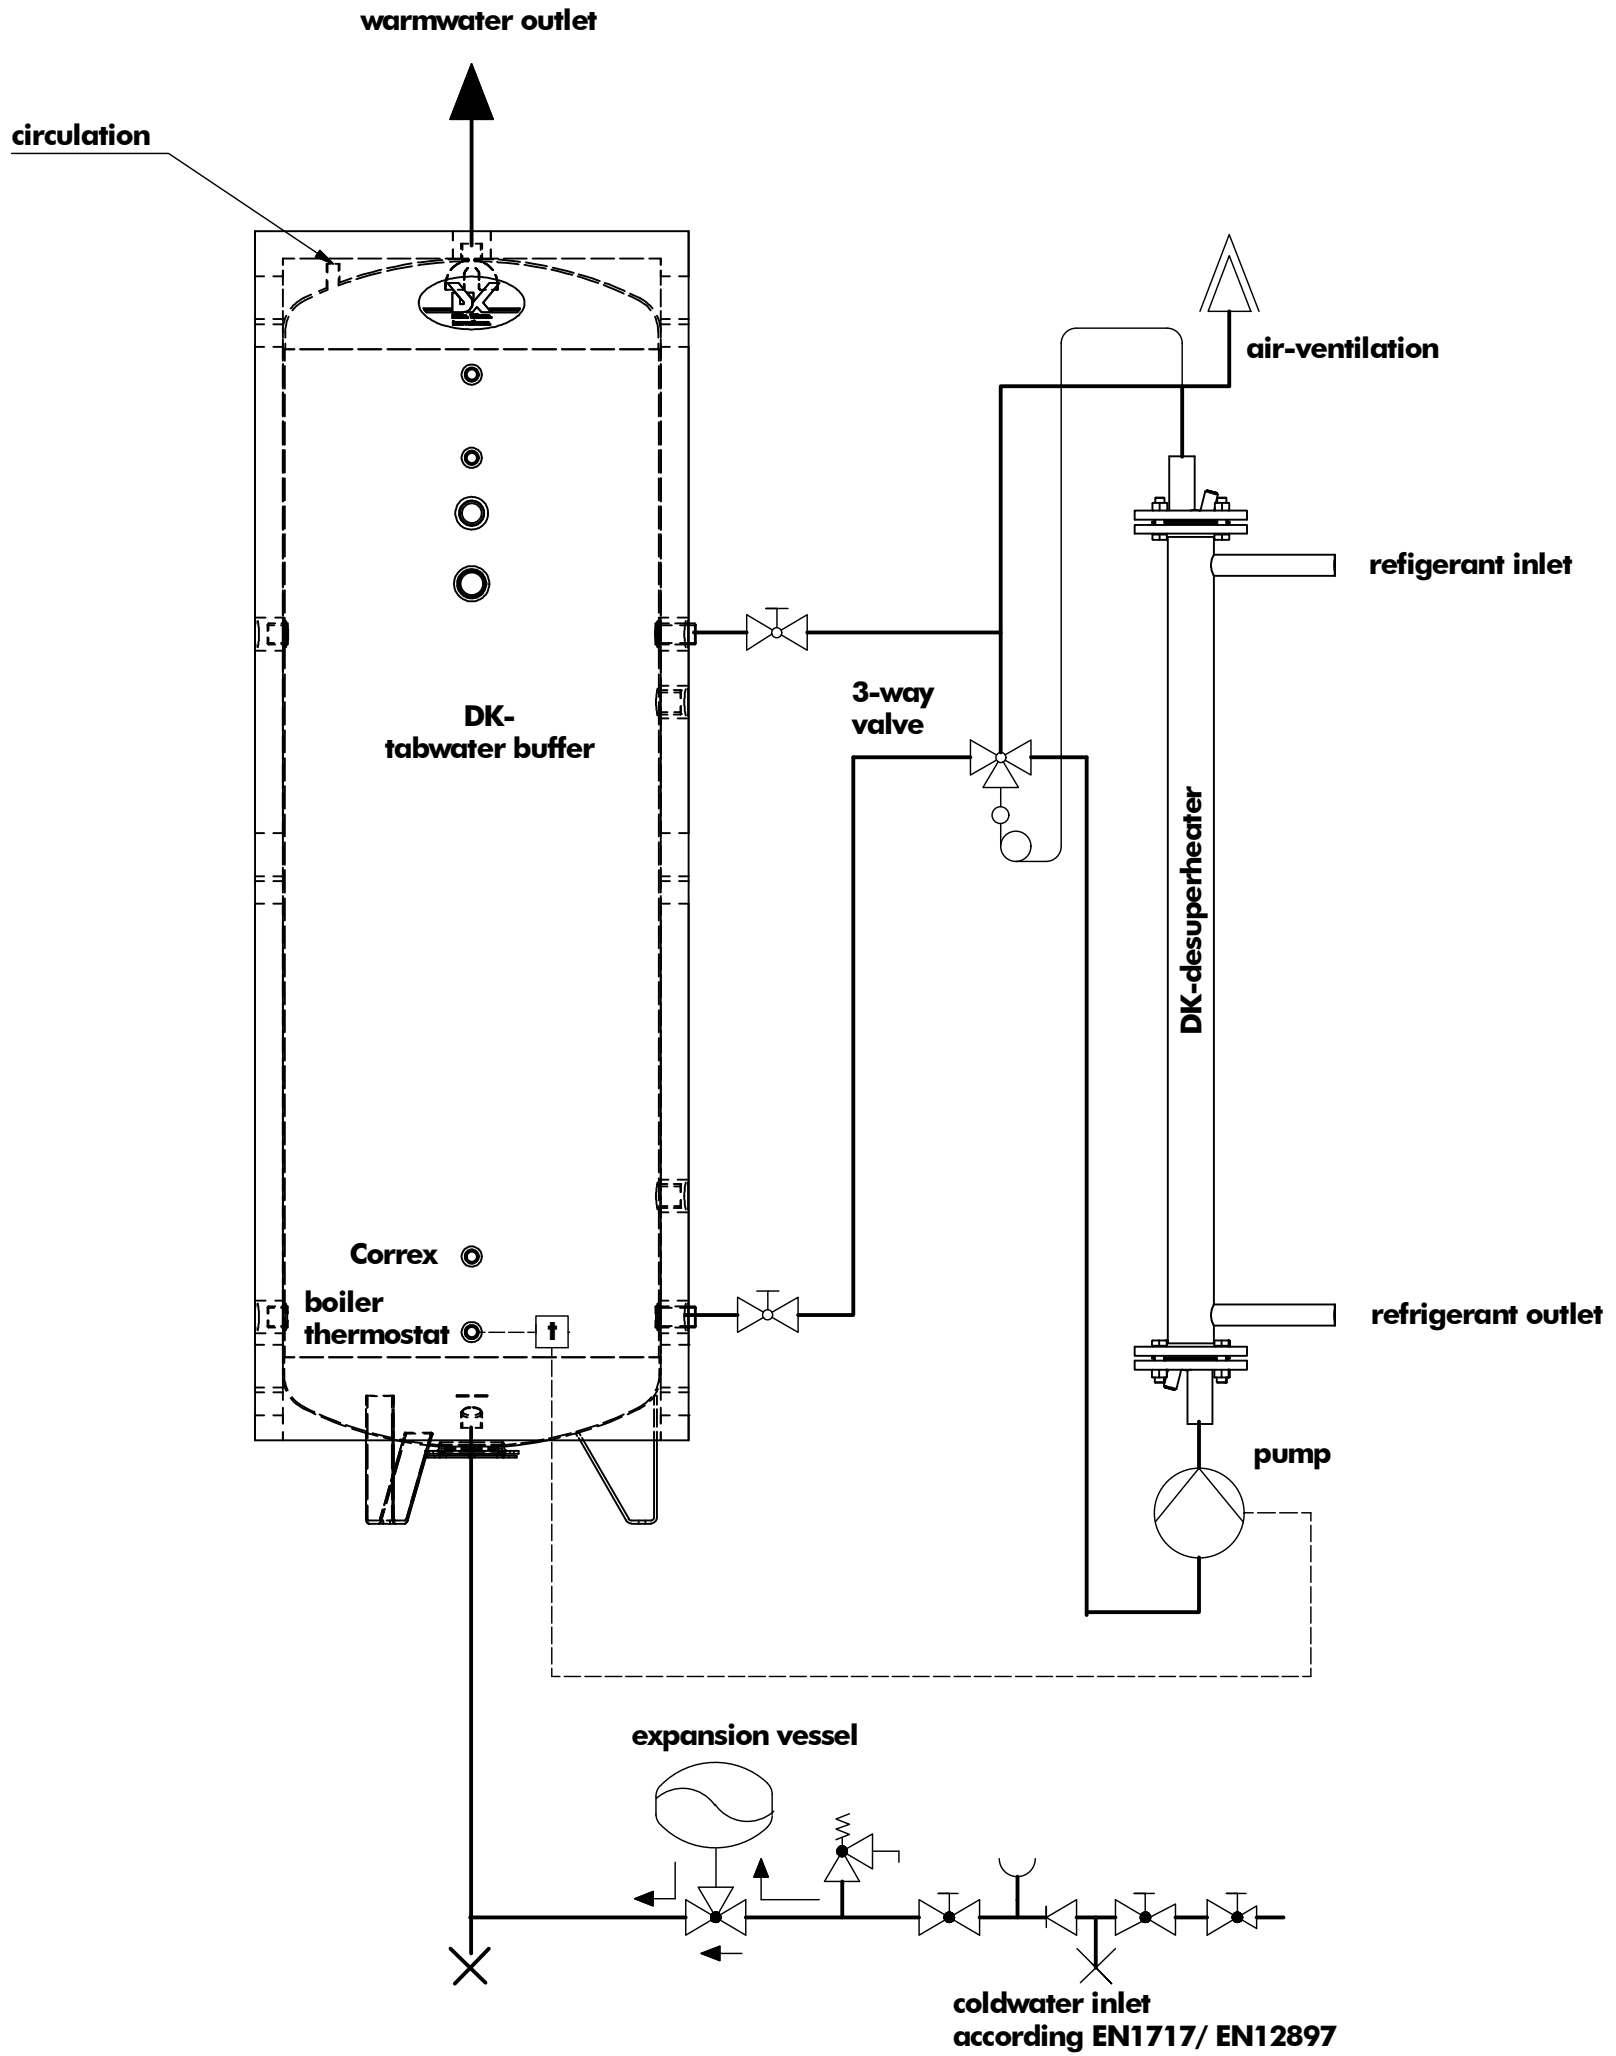 warmwater outlet
circulation
DX
air-ventilation
refigerant inlet
3-way
valve
DK-
tabwater buffer
DK-desuperheater
Correx
boiler
thermostat
t
refrigerant outlet
pump
expansion vessel
coldwater inlet
according EN1717/ EN12897